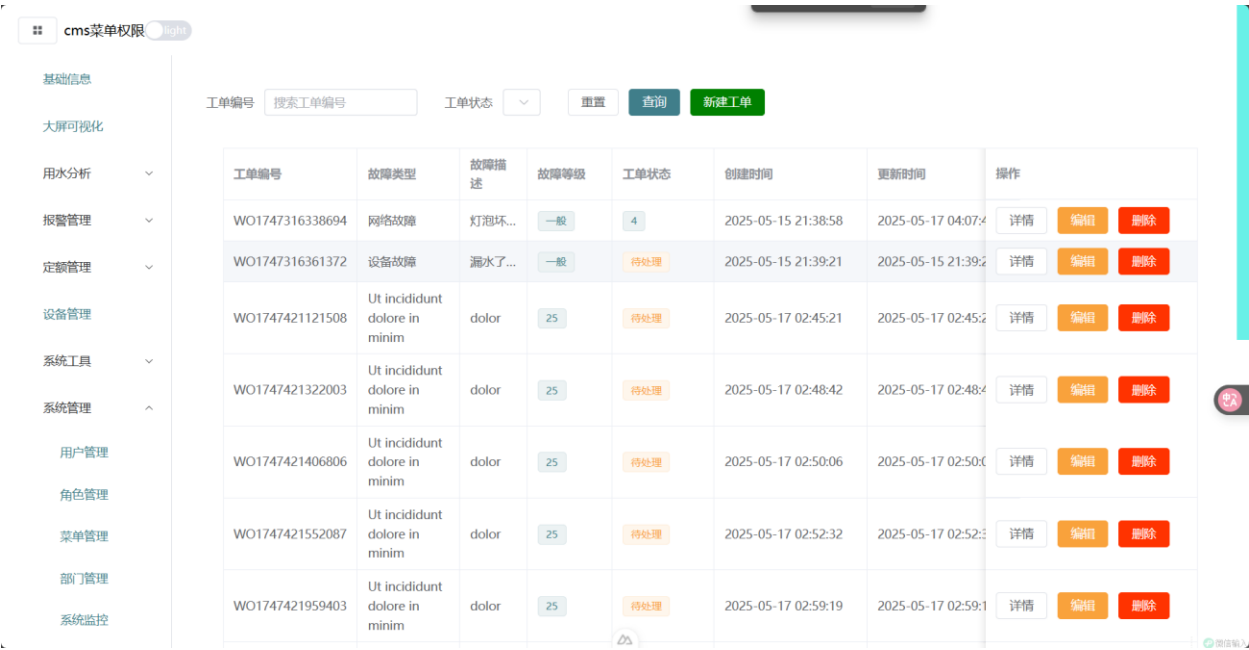 cms菜单权限 light
基础信息
大屏可视化
用水分析
报警管理
定额管理
设备管理
系统工具
系统管理
用户管理
角色管理
菜单管理
部门管理
系统监控
工单编号 搜索工单编号 工单状态 重置 查询 新建工单
工单编号 故障类型 故障描述 故障等级 工单状态 创建时间 更新时间 操作
WO1747316338694 网络故障 灯泡坏... 一般 4 2025-05-15 21:38:58 2025-05-17 04:07:4 详情 编辑 删除
WO1747316361372 设备故障 漏水了... 一般 待处理 2025-05-15 21:39:21 2025-05-15 21:39:2 详情 编辑 删除
Ut incididunt
WO1747421121508 dolore in dolor 25 待处理 2025-05-17 02:45:21 2025-05-17 02:45:2 详情 编辑 删除
minim
Ut incididunt
WO1747421322003 dolore in dolor 25 待处理 2025-05-17 02:48:42 2025-05-17 02:48:4 详情 编辑 删除
minim
Ut incididunt
WO1747421406806 dolore in dolor 25 待处理 2025-05-17 02:50:06 2025-05-17 02:50:0 详情 编辑 删除
minim
Ut incididunt
WO1747421552087 dolore in dolor 25 待处理 2025-05-17 02:52:32 2025-05-17 02:52:3 详情 编辑 删除
minim
Ut incididunt
WO1747421959403 dolore in dolor 25 待处理 2025-05-17 02:59:19 2025-05-17 02:59:1 详情 编辑 删除
minim
微信输入